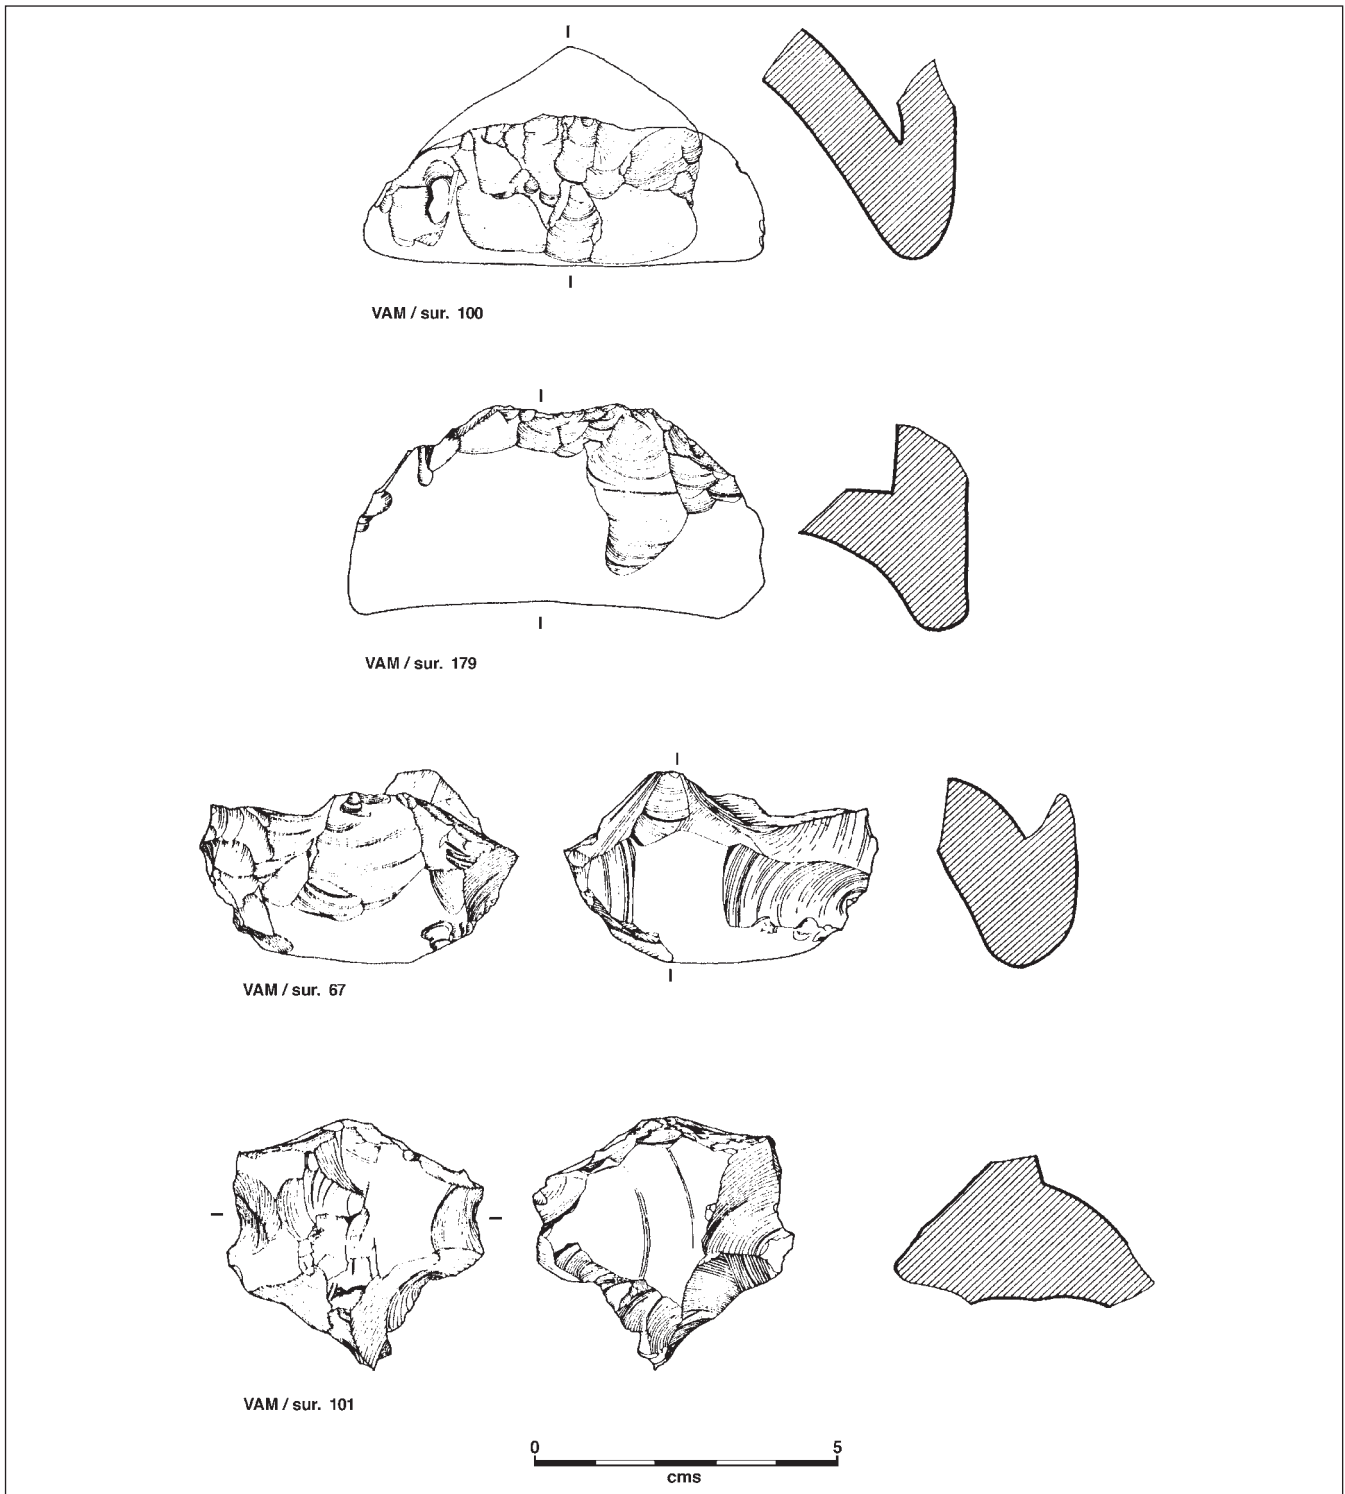 VAM / sur. 100
VAM / sur. 179
VAM / sur. 67
VAM / sur. 101
0 5
cms